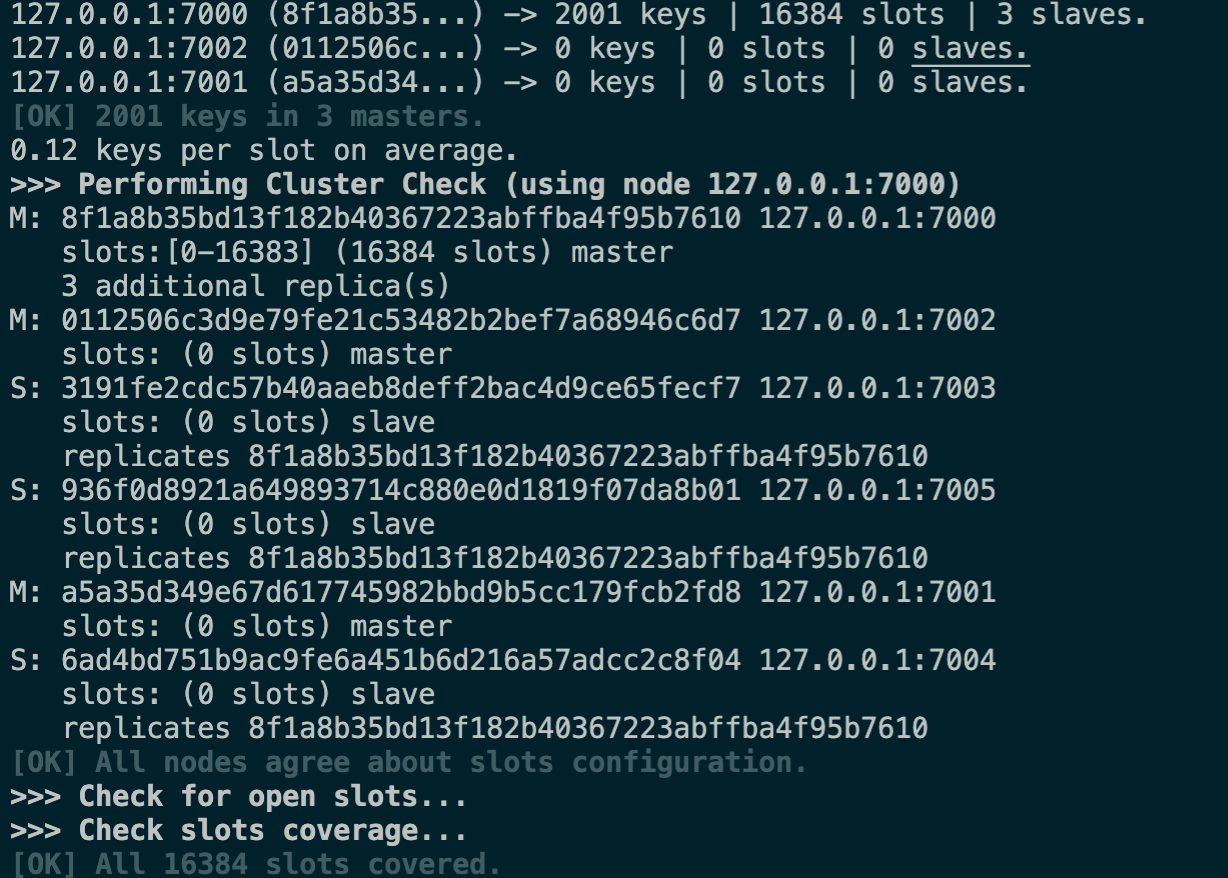 127.0.0.1:7000 (8f1a8b35...) -> 2001 keys | 16384 slots | 3 slaves.
127.0.0.1:7002 (0112506c...) -> 0 keys | 0 slots | 0 slaves.
127.0.0.1:7001 (a5a35d34...) -> 0 keys | 0 slots | 0 slaves.
[OK] 2001 keys in 3 masters.
0.12 keys per slot on average.
>>> Performing Cluster Check (using node 127.0.0.1:7000)
M: 8f1a8b35bd13f182b40367223abffba4f95b7610 127.0.0.1:7000
   slots:[0-16383] (16384 slots) master
   3 additional replica(s)
M: 0112506c3d9e79fe21c53482b2bef7a68946c6d7 127.0.0.1:7002
   slots: (0 slots) master
S: 3191fe2cdc57b40aaeb8deff2bac4d9ce65fecf7 127.0.0.1:7003
   slots: (0 slots) slave
   replicates 8f1a8b35bd13f182b40367223abffba4f95b7610
S: 936f0d8921a649893714c880e0d1819f07da8b01 127.0.0.1:7005
   slots: (0 slots) slave
   replicates 8f1a8b35bd13f182b40367223abffba4f95b7610
M: a5a35d349e67d617745982bbd9b5cc179fcb2fd8 127.0.0.1:7001
   slots: (0 slots) master
S: 6ad4bd751b9ac9fe6a451b6d216a57adcc2c8f04 127.0.0.1:7004
   slots: (0 slots) slave
   replicates 8f1a8b35bd13f182b40367223abffba4f95b7610
[OK] All nodes agree about slots configuration.
>>> Check for open slots...
>>> Check slots coverage...
[OK] All 16384 slots covered.